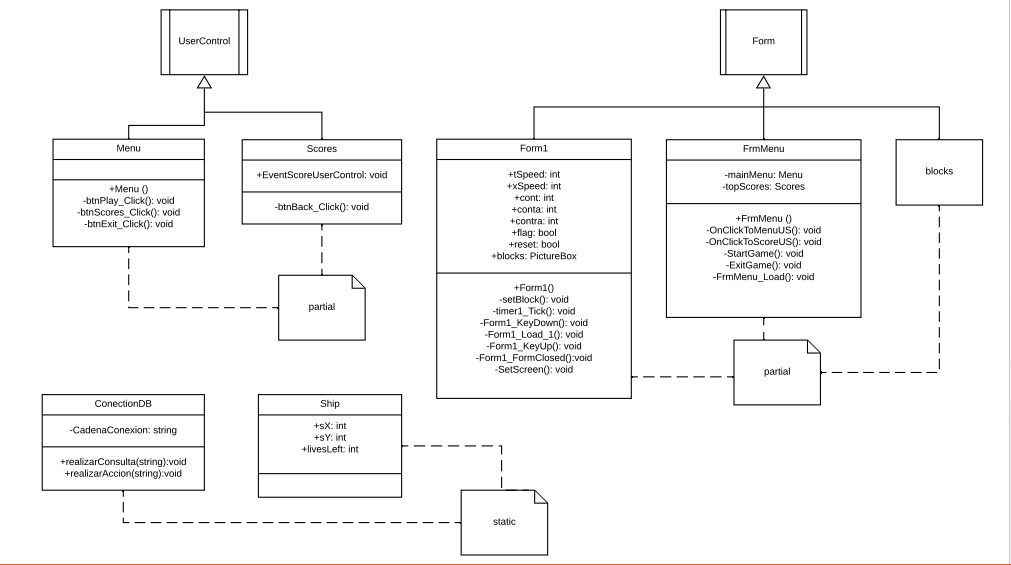 UserControl
Form
Menu
+Menu ()
-btnPlay_Click(): void
-btnScores_Click(): void
-btnExit_Click(): void
Scores
+EventScoreUserControl: void
-btnBack_Click(): void
partial
Form1
+tSpeed: int
+xSpeed: int
+cont: int
+conta: int
+contra: int
+flag: bool
+reset: bool
+blocks: PictureBox
+Form1()
-setBlock(): void
-timer1_Tick(): void
-Form1_KeyDown(): void
-Form1_Load_1(): void
-Form1_KeyUp(): void
-Form1_FormClosed():void
-SetScreen(): void
FrmMenu
-mainMenu: Menu
-topScores: Scores
+FrmMenu ()
-OnClickToMenuUS(): void
-OnClickToScoreUS(): void
-StartGame(): void
-ExitGame(): void
-FrmMenu_Load(): void
blocks
partial
ConectionDB
-CadenaConexion: string
+realizarConsulta(string):void
+realizarAccion(string):void
Ship
+sX: int
+sY: int
+livesLeft: int
static